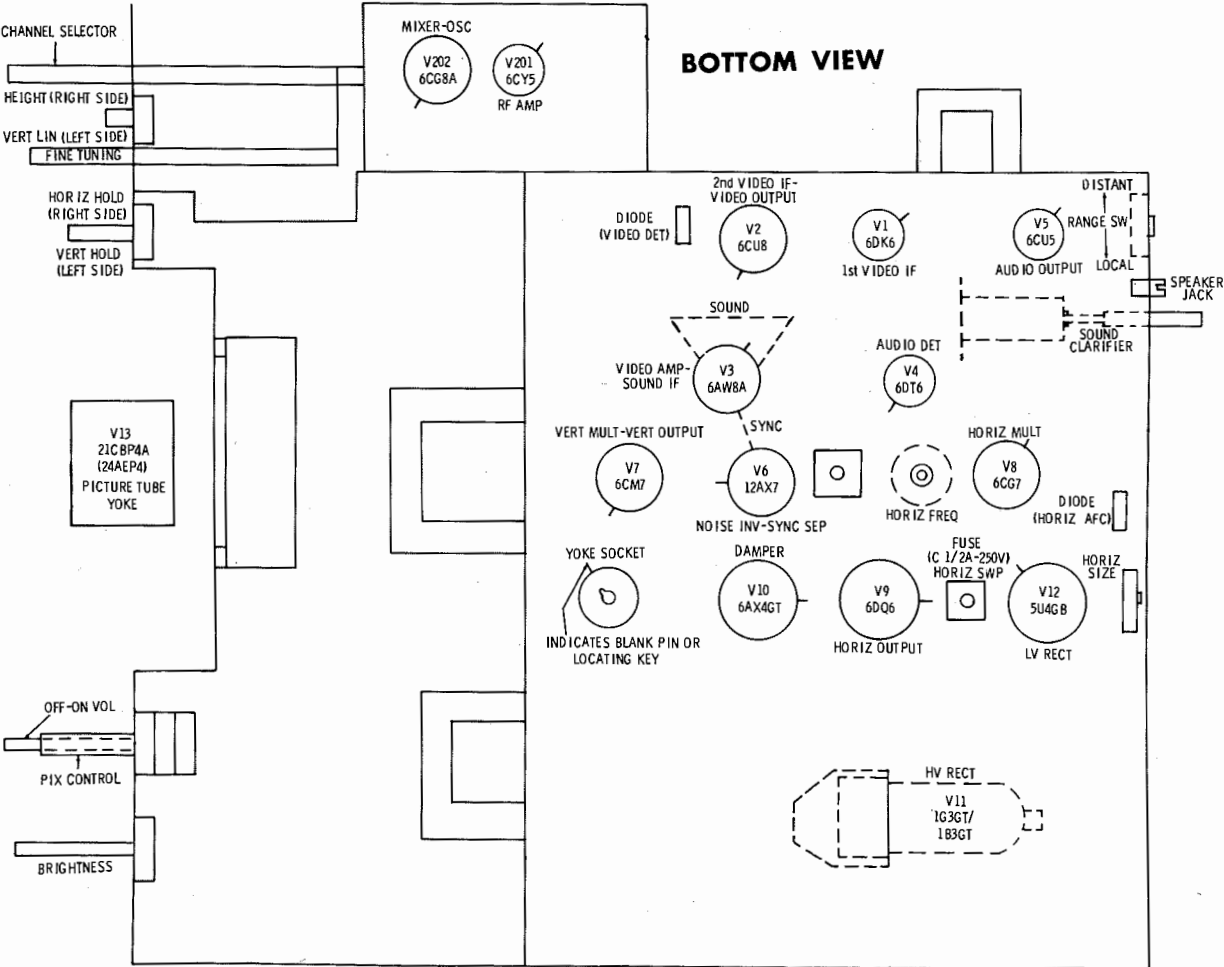 BOTTOM VIEW
CHANNEL SELECTOR
HEIGHT (RIGHT SIDE)
VERT LIN (LEFT SIDE)
FINE TUNING
MIXER-OSC
V202
6CG8A
V201
6CY5
RF AMP
HORIZ HOLD
(RIGHT SIDE)
VERT HOLD
(LEFT SIDE)
DIODE
(VIDEO DET)
2nd VIDEO IF-
VIDEO OUTPUT
V2
6CU8
V1
6DK6
1st VIDEO IF
V5
6CU5
AUDIO OUTPUT
DISTANT
RANGE SW
LOCAL
SPEAKER
JACK
SOUND
CLARIFIER
SOUND
VIDEO AMP-
SOUND IF
V3
6AW8A
AUDIO DET
V4
6DT6
SYNC
V13
21CBP4A
(24AEP4)
PICTURE TUBE
YOKE
VERT MULT-VERT OUTPUT
V7
6CM7
V6
12AX7
NOISE INV-SYNC SEP
HORIZ FREQ
HORIZ MULT
V8
6CG7
DIODE
(HORIZ AFC)
YOKE SOCKET
INDICATES BLANK PIN OR
LOCATING KEY
DAMPER
V10
6AX4GT
V9
6DQ6
HORIZ OUTPUT
FUSE
(C 1/2A-250V)
HORIZ SWP
V12
5U4GB
LV RECT
HORIZ
SIZE
OFF-ON VOL
PIX CONTROL
BRIGHTNESS
HV RECT
V11
1G3GT/
1B3GT